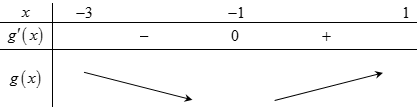 x −3 −1 1
g′(x) − 0 +
g(x)